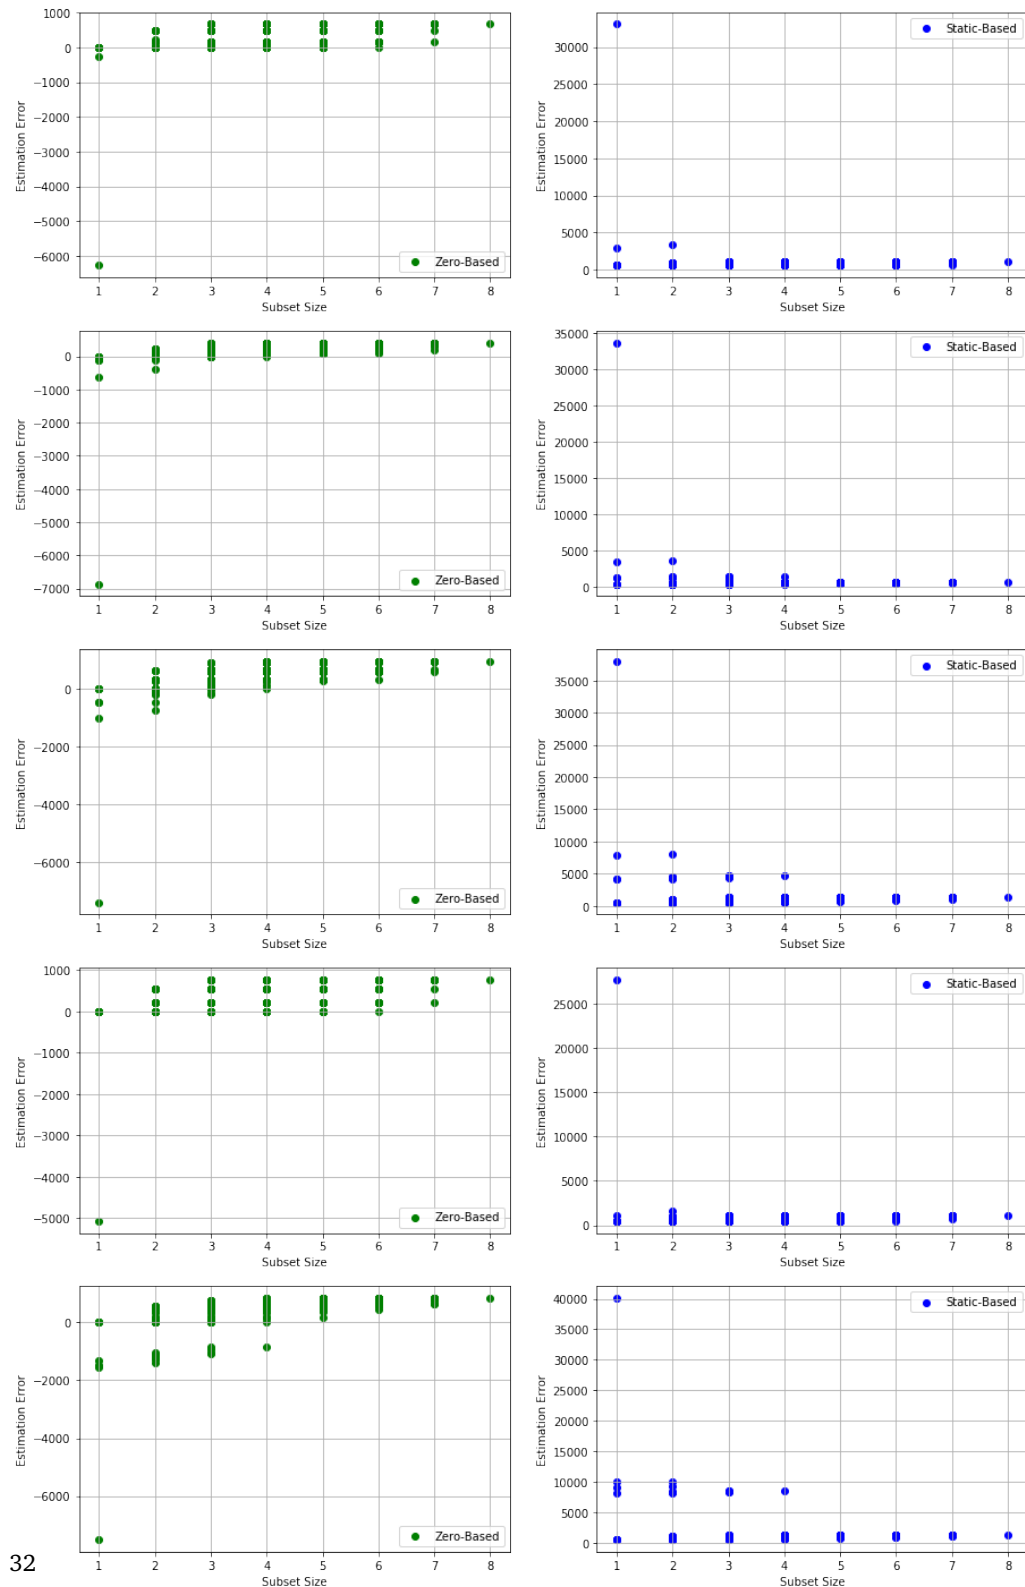 1000
0
−1000
−2000
−3000
−4000
−5000
−6000
Estimation Error
Zero-Based
1 2 3 4 5 6 7 8
Subset Size
30000
25000
20000
15000
10000
5000
0
Estimation Error
Static-Based
1 2 3 4 5 6 7 8
Subset Size
0
−1000
−2000
−3000
−4000
−5000
−6000
−7000
Estimation Error
Zero-Based
1 2 3 4 5 6 7 8
Subset Size
35000
30000
25000
20000
15000
10000
5000
0
Estimation Error
Static-Based
1 2 3 4 5 6 7 8
Subset Size
0
−2000
−4000
−6000
Estimation Error
Zero-Based
1 2 3 4 5 6 7 8
Subset Size
35000
30000
25000
20000
15000
10000
5000
0
Estimation Error
Static-Based
1 2 3 4 5 6 7 8
Subset Size
1000
0
−1000
−2000
−3000
−4000
−5000
Estimation Error
Zero-Based
1 2 3 4 5 6 7 8
Subset Size
25000
20000
15000
10000
5000
0
Estimation Error
Static-Based
1 2 3 4 5 6 7 8
Subset Size
0
−2000
−4000
−6000
Estimation Error
Zero-Based
1 2 3 4 5 6 7 8
Subset Size
40000
35000
30000
25000
20000
15000
10000
5000
0
Estimation Error
Static-Based
1 2 3 4 5 6 7 8
Subset Size
32